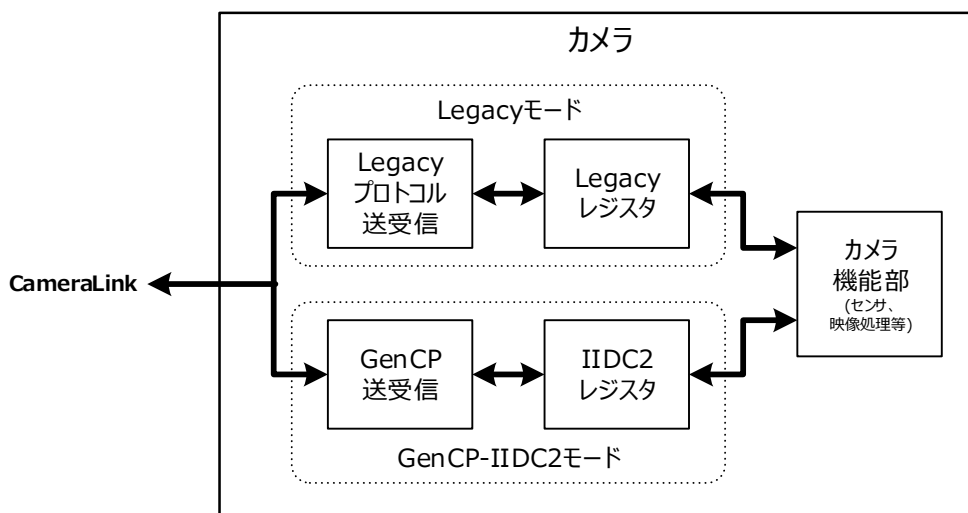 カメラ
Legacyモード
Legacy
プロトコル
送受信
Legacy
レジスタ
カメラ
機能部
(センサ、
映像処理等)
CameraLink
GenCP
送受信
IIDC2
レジスタ
GenCP-IIDC2モード